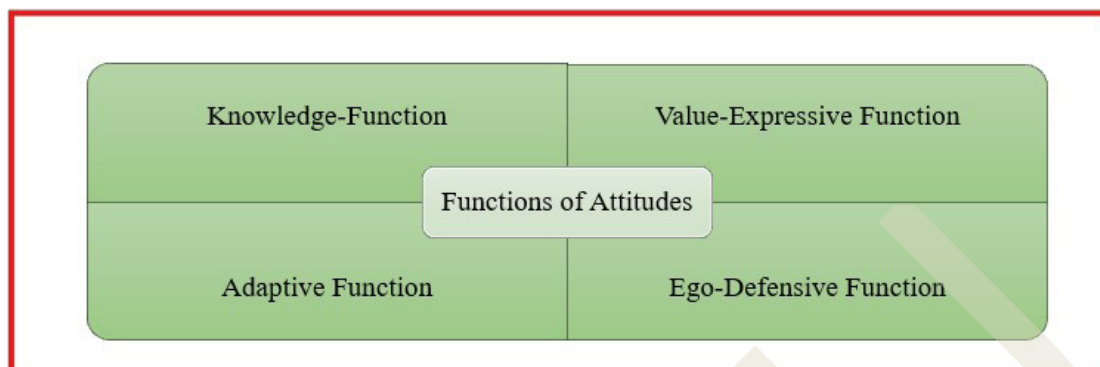 Knowledge-Function
Value-Expressive Function
Functions of Attitudes
Adaptive Function
Ego-Defensive Function